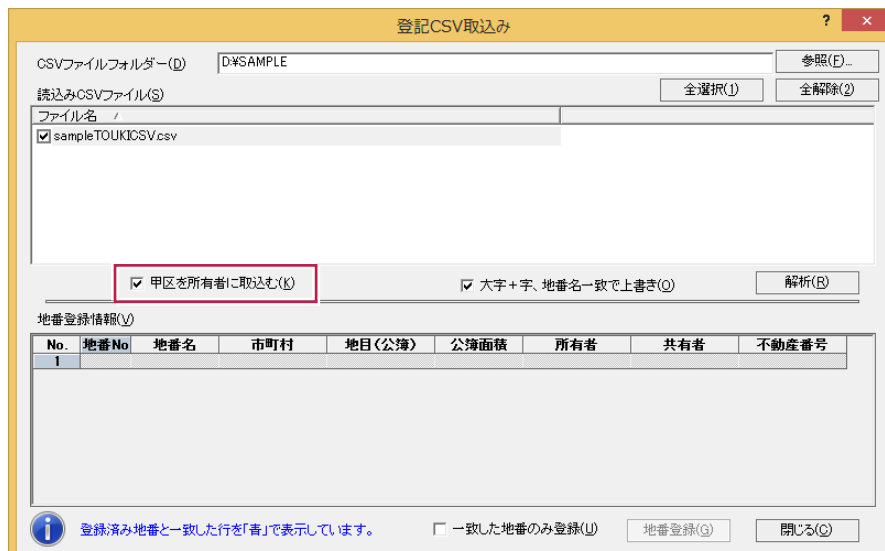 登記CSV取込み ? ×
CSVファイルフォルダー(D) D:¥SAMPLE 参照(F)...
読込みCSVファイル(S) 全選択(1) 全解除(2)
ファイル名 /
sampleTOUKICSV.csv
甲区を所有者に取込む(K) 大字+字、地番名一致で上書き(O) 解析(R)
地番登録情報(V)
No. 地番No 地番名 市町村 地目(公簿) 公簿面積 所有者 共有者 不動産番号
1
登録済み地番と一致した行を「青」で表示しています。 一致した地番のみ登録(U) 地番登録(G) 閉じる(C)